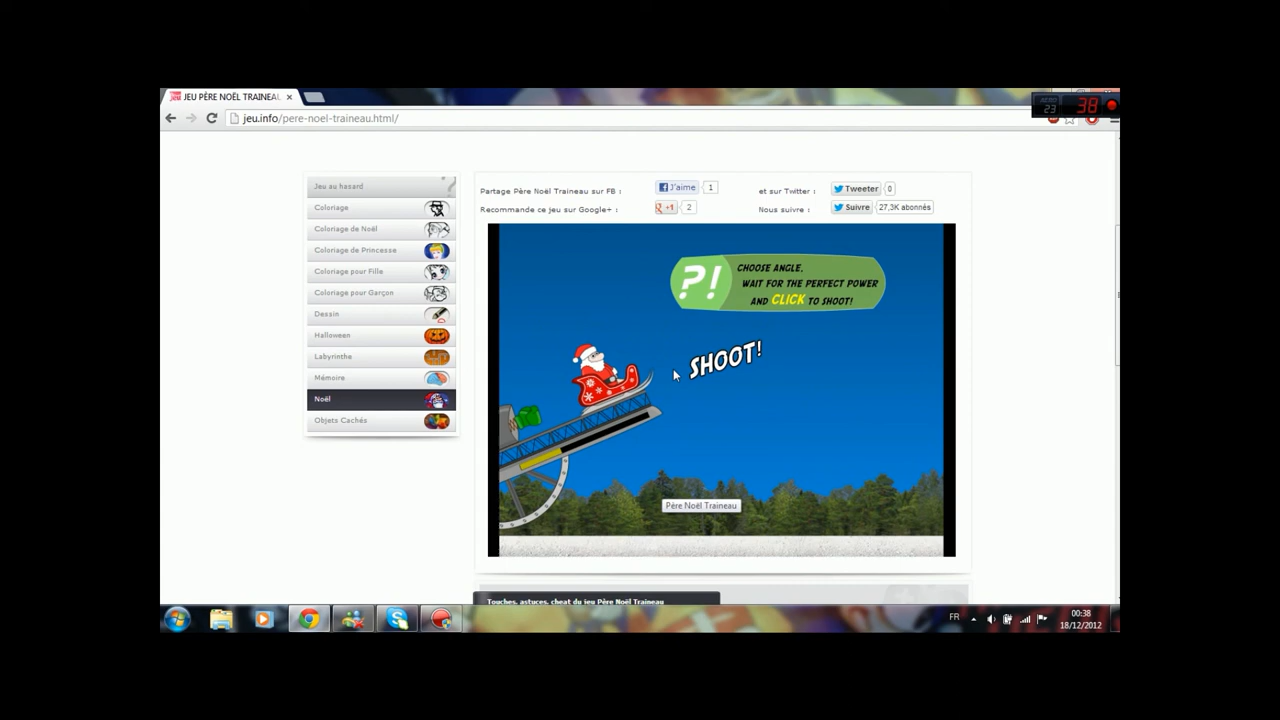 JEU PÈRE NOËL TRAINEAU
23
38
jeu.info/pere-noel-traineau.html/
Jeu au hasard
Coloriage
Coloriage de Noël
Coloriage de Princesse
Coloriage pour Fille
Coloriage pour Garçon
Dessin
Halloween
Labyrinthe
Mémoire
Noël
Objets Cachés
Partage Père Noël Traineau sur FB :
J'aime
1
et sur Twitter :
Tweeter
0
Recommande ce jeu sur Google+ :
+1
2
Nous suivre :
Suivre
27,3K abonnés
?!
CHOOSE ANGLE,
WAIT FOR THE PERFECT POWER
AND CLICK TO SHOOT!
SHOOT!
Père Noël Traineau
Touches, astuces, cheat du jeu Père Noël Traineau
FR
00:38
18/12/2012